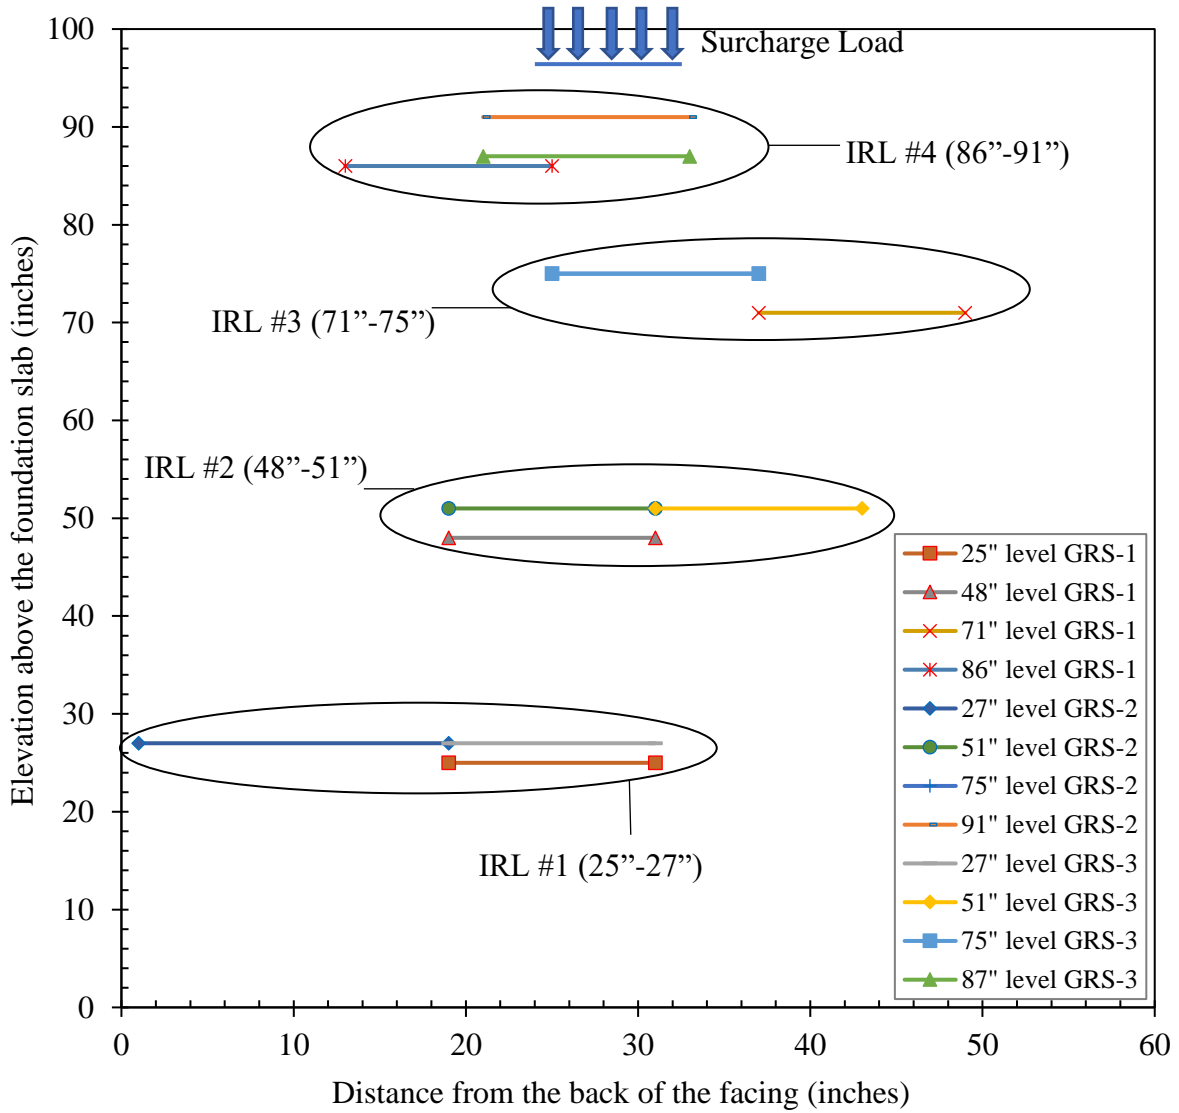 100
Surcharge Load
90
IRL #4 (86”-91”)
80
IRL #3 (71”-75”)
70
60
IRL #2 (48”-51”)
50
40
30
20
IRL #1 (25”-27”)
10
0
25" level GRS-1
48" level GRS-1
71" level GRS-1
86" level GRS-1
27" level GRS-2
51" level GRS-2
75" level GRS-2
91" level GRS-2
27" level GRS-3
51" level GRS-3
75" level GRS-3
87" level GRS-3
0 10 20 30 40 50 60
Distance from the back of the facing (inches)
Elevation above the foundation slab (inches)